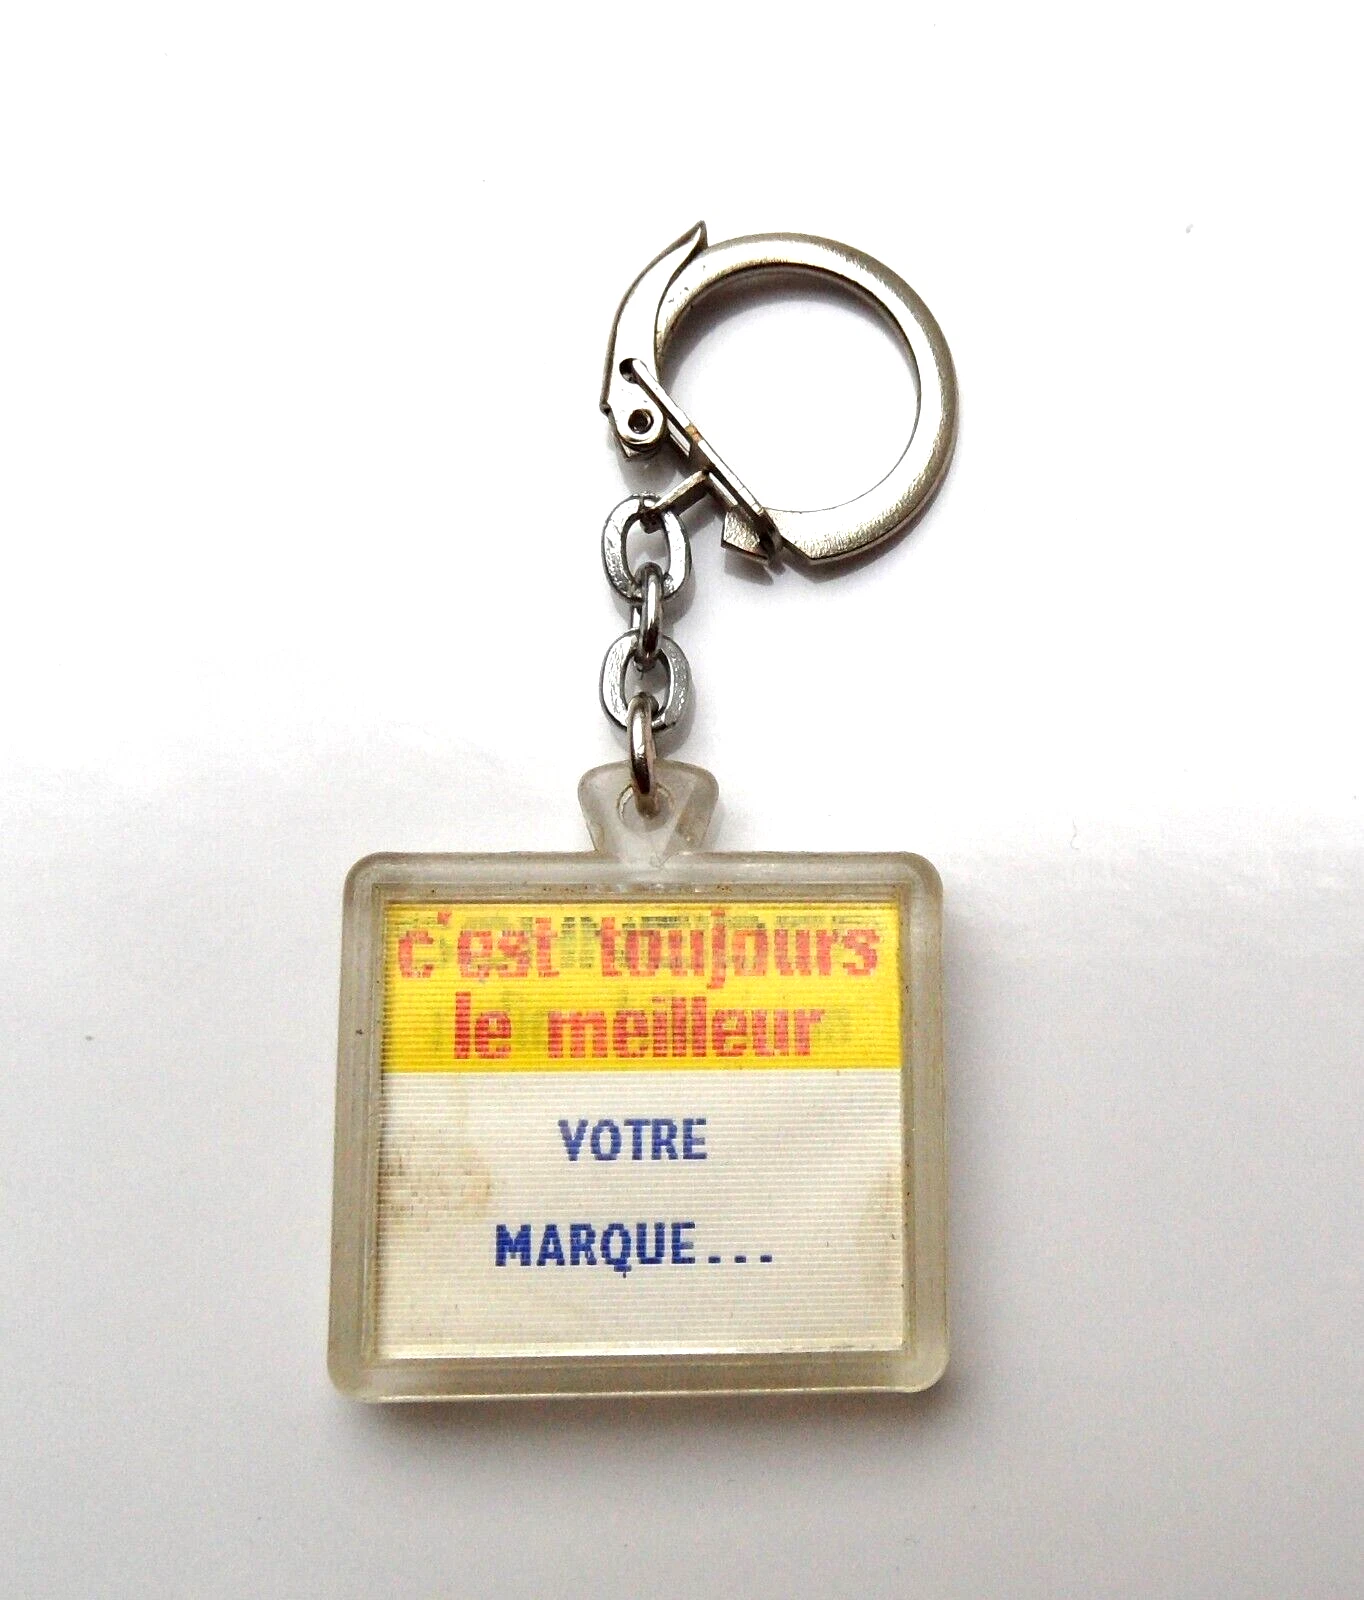 c'est toujours
le meilleur
VOTRE
MARQUE...